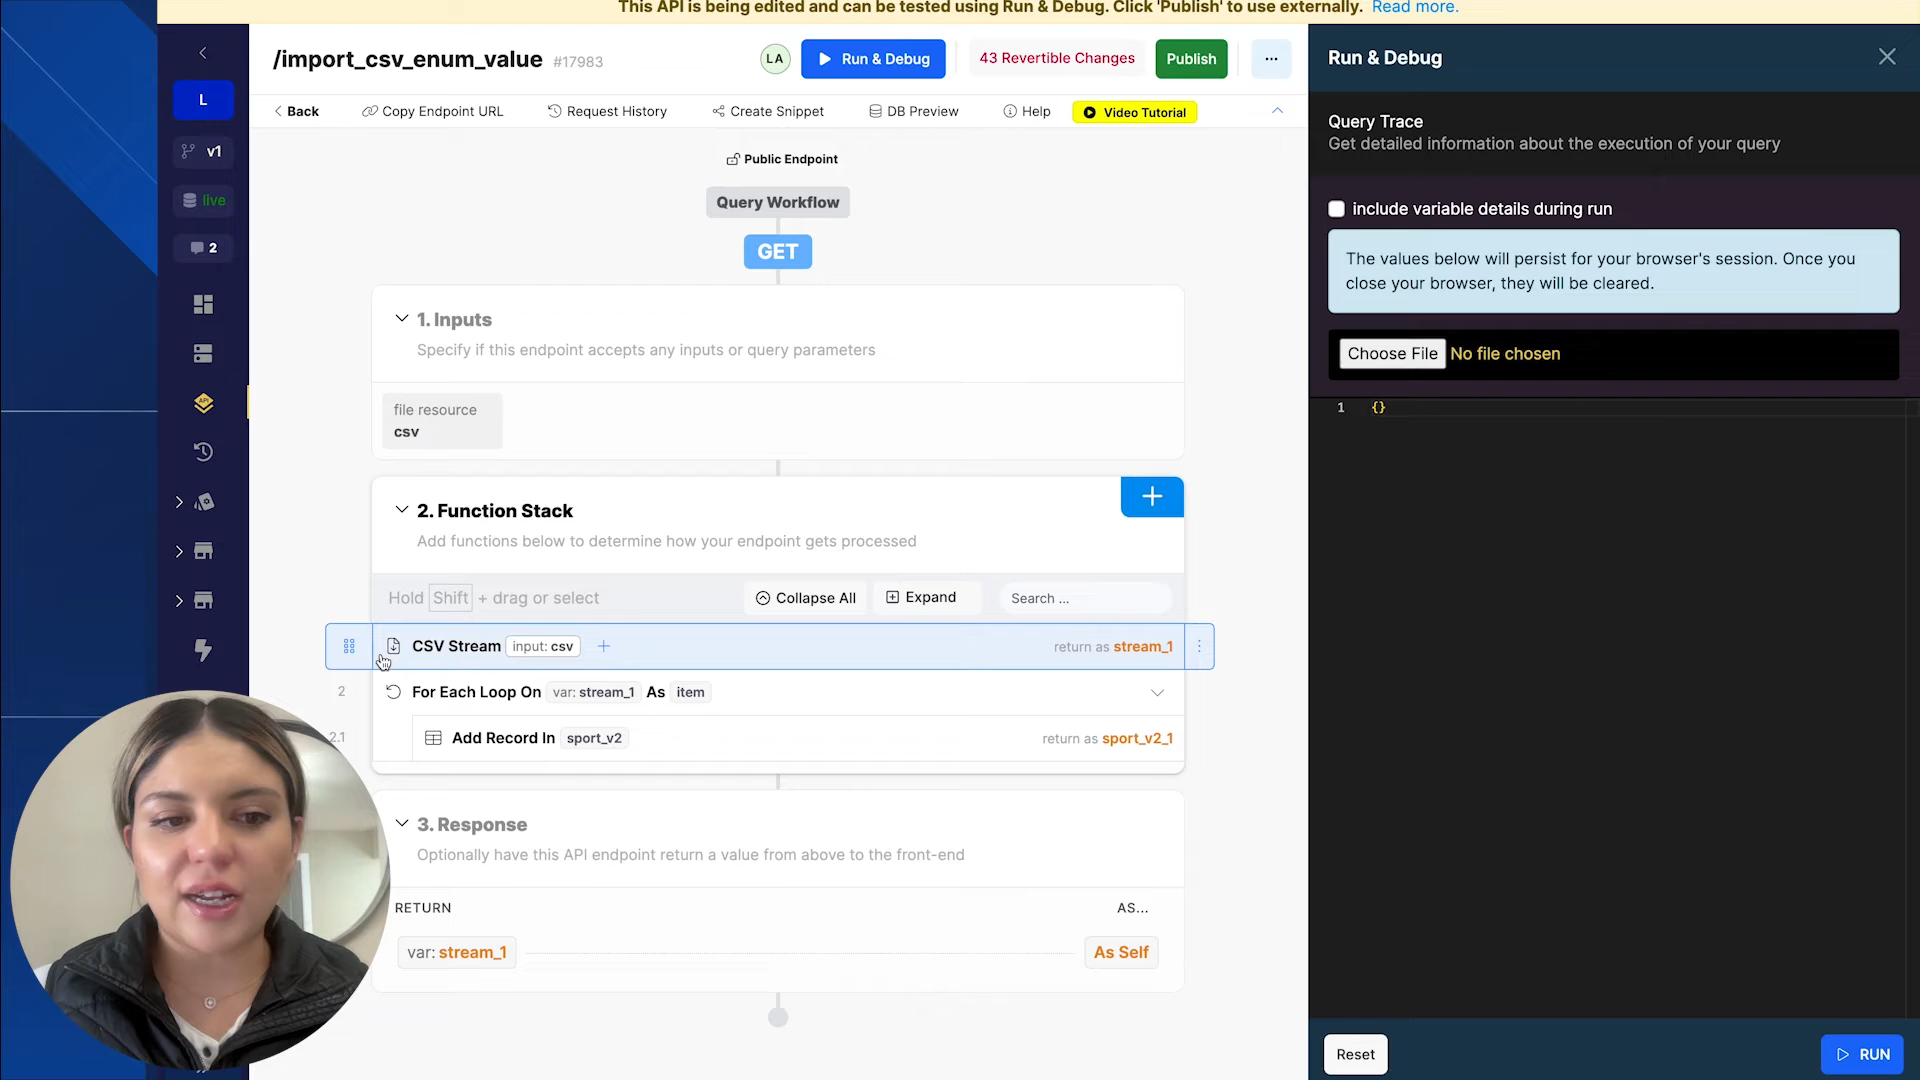 This API is being edited and can be tested using Run & Debug. Click 'Publish' to use externally. Read more.
/import_csv_enum_value #17983
LA
Run & Debug
43 Revertible Changes
Publish
...
Back
Copy Endpoint URL
Request History
Create Snippet
DB Preview
Help
Video Tutorial
L
v1
live
2
API
Public Endpoint
Query Workflow
GET
1. Inputs
Specify if this endpoint accepts any inputs or query parameters
file resource
csv
2. Function Stack
Add functions below to determine how your endpoint gets processed
Hold Shift + drag or select
Collapse All
Expand
Search ...
CSV Stream input: csv
return as stream_1
2
For Each Loop On var: stream_1 As item
2.1
Add Record In sport_v2
return as sport_v2_1
3. Response
Optionally have this API endpoint return a value from above to the front-end
RETURN
AS...
var: stream_1
As Self
Run & Debug
Query Trace
Get detailed information about the execution of your query
include variable details during run
The values below will persist for your browser's session. Once you
close your browser, they will be cleared.
Choose File No file chosen
1 {}
Reset
RUN